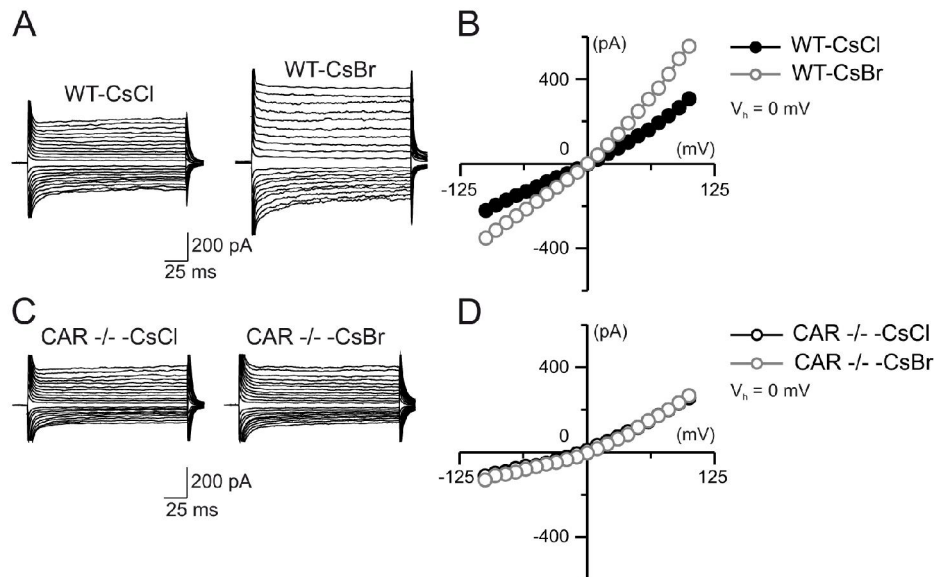 A
WT-CsCl
WT-CsBr
200 pA
25 ms
B
(pA)
WT-CsCl
WT-CsBr
Vₕ = 0 mV
400
0
(mV)
-125
125
-400
C
CAR -/- -CsCl
CAR -/- -CsBr
200 pA
25 ms
D
(pA)
CAR -/- -CsCl
CAR -/- -CsBr
Vₕ = 0 mV
400
0
(mV)
-125
125
-400